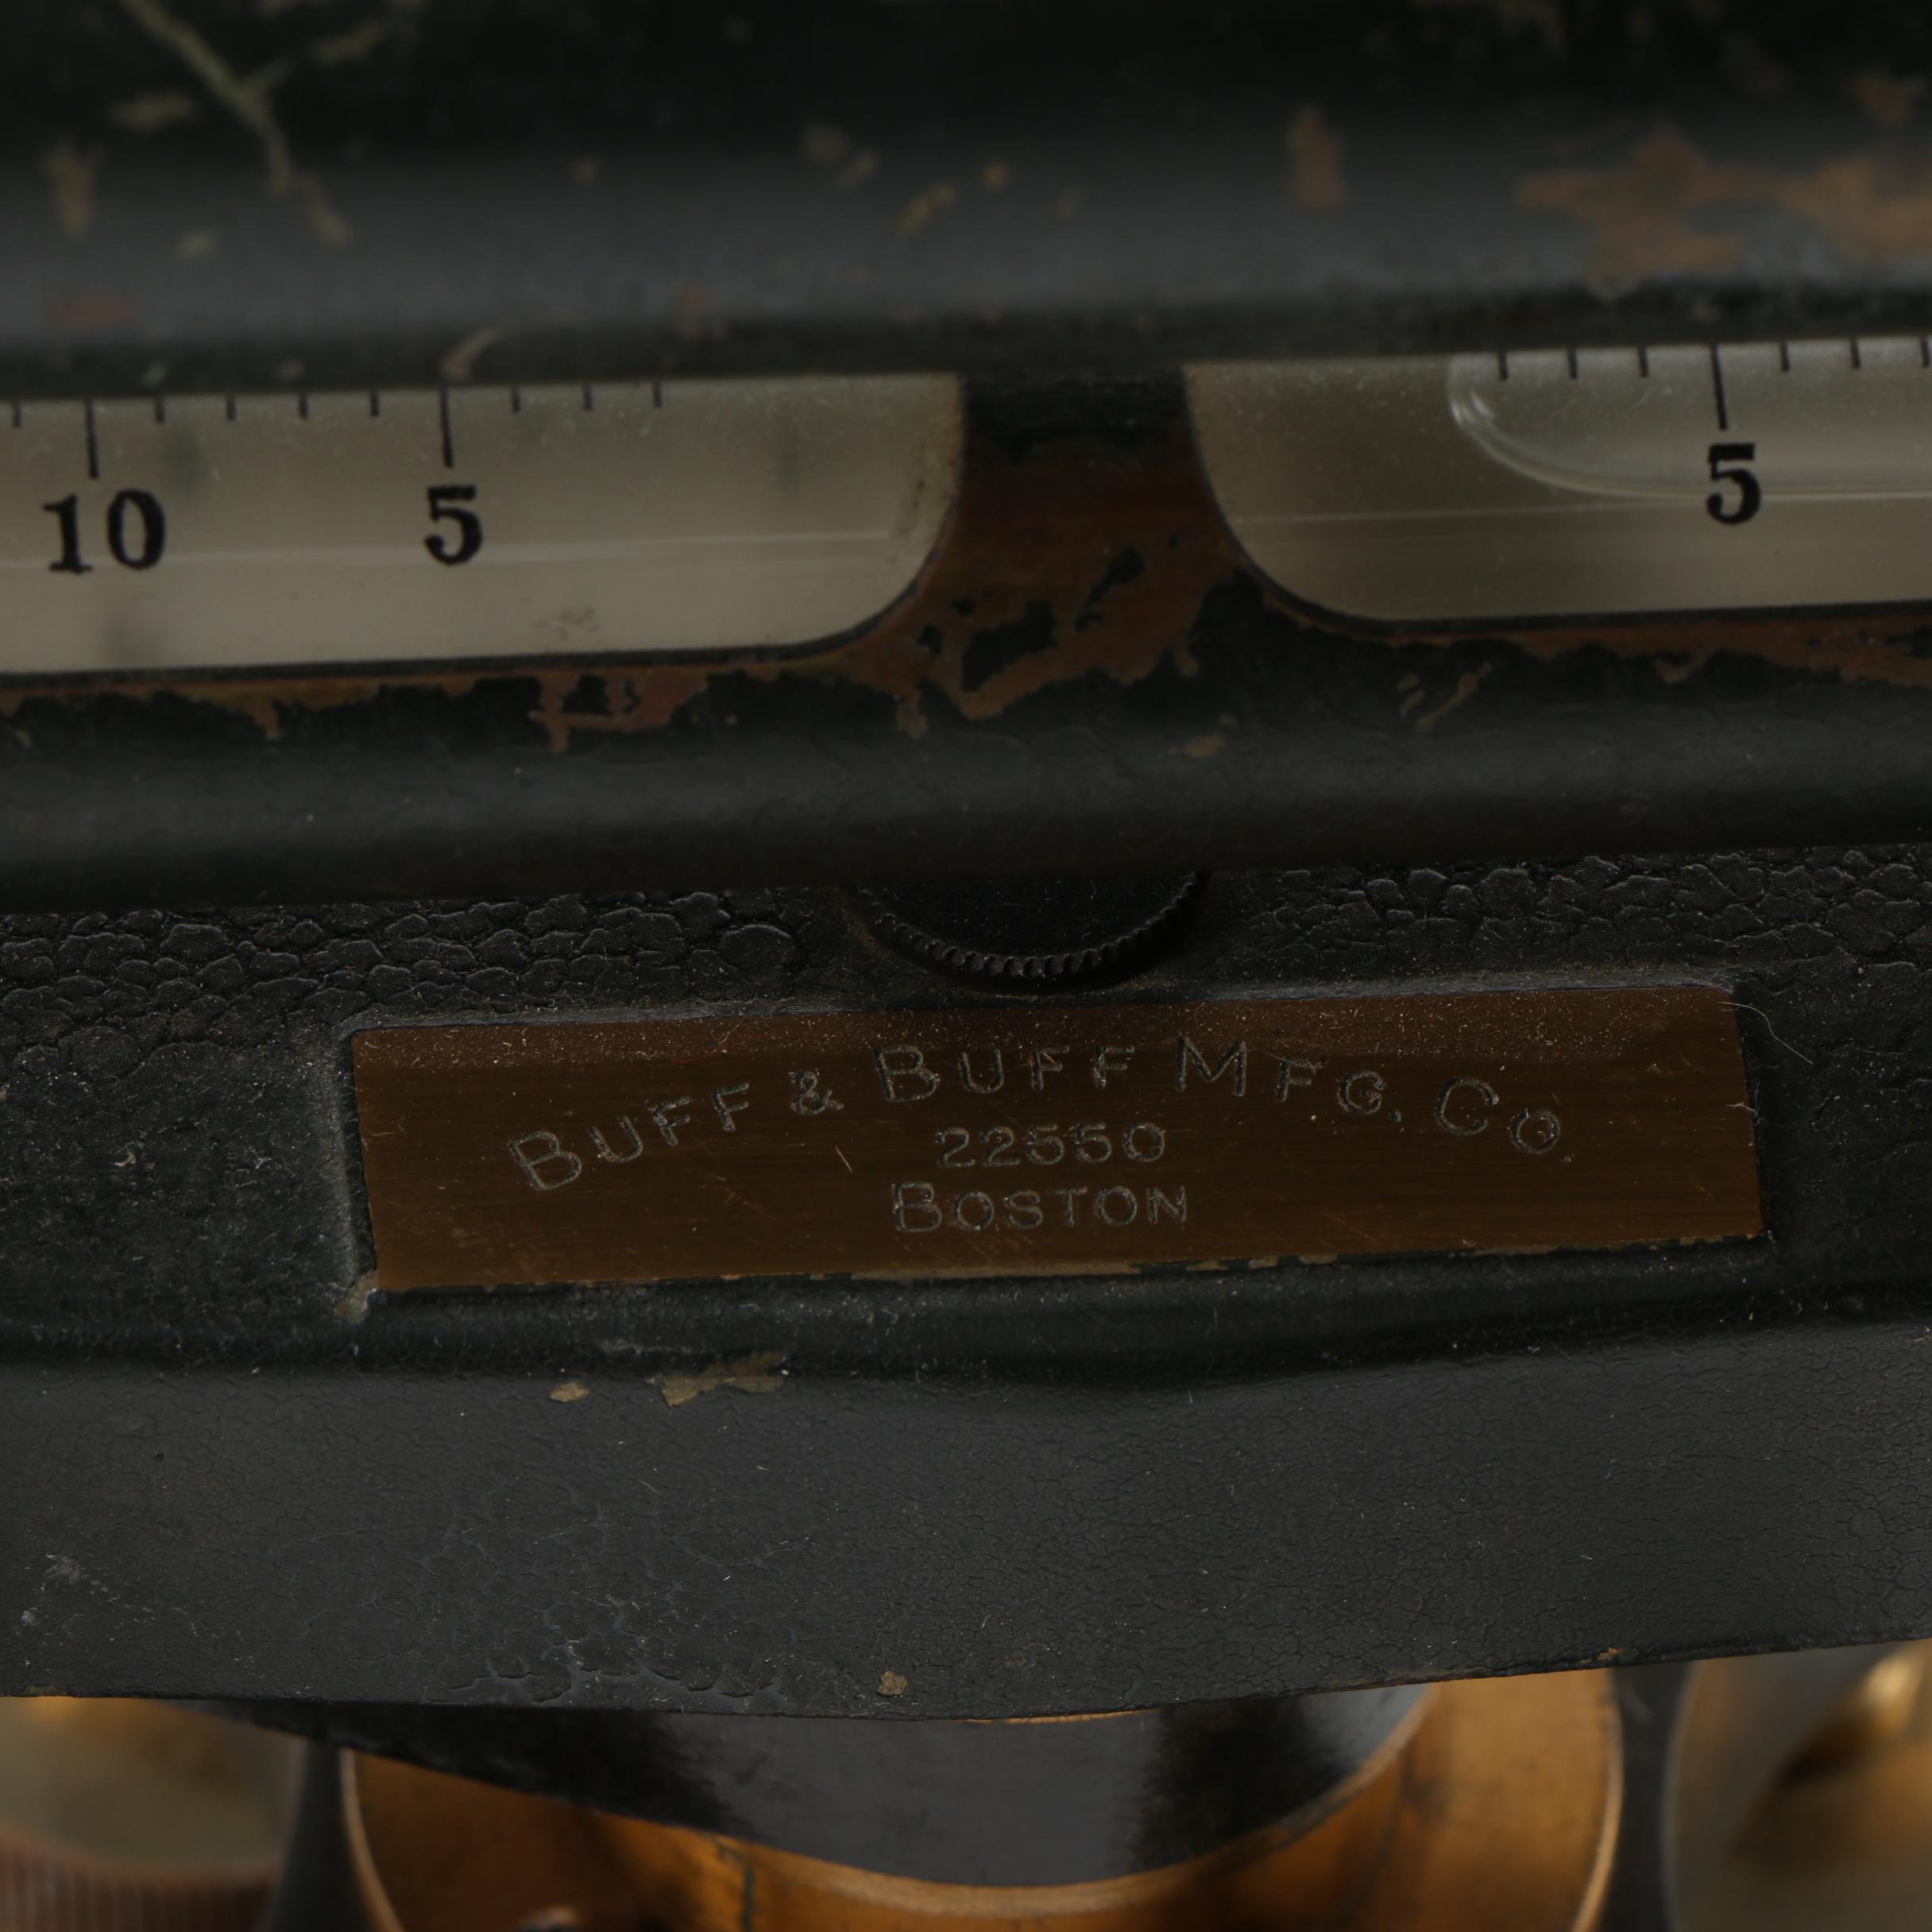 10 5 5
BUFF & BUFF MFG. CO.
22550
BOSTON